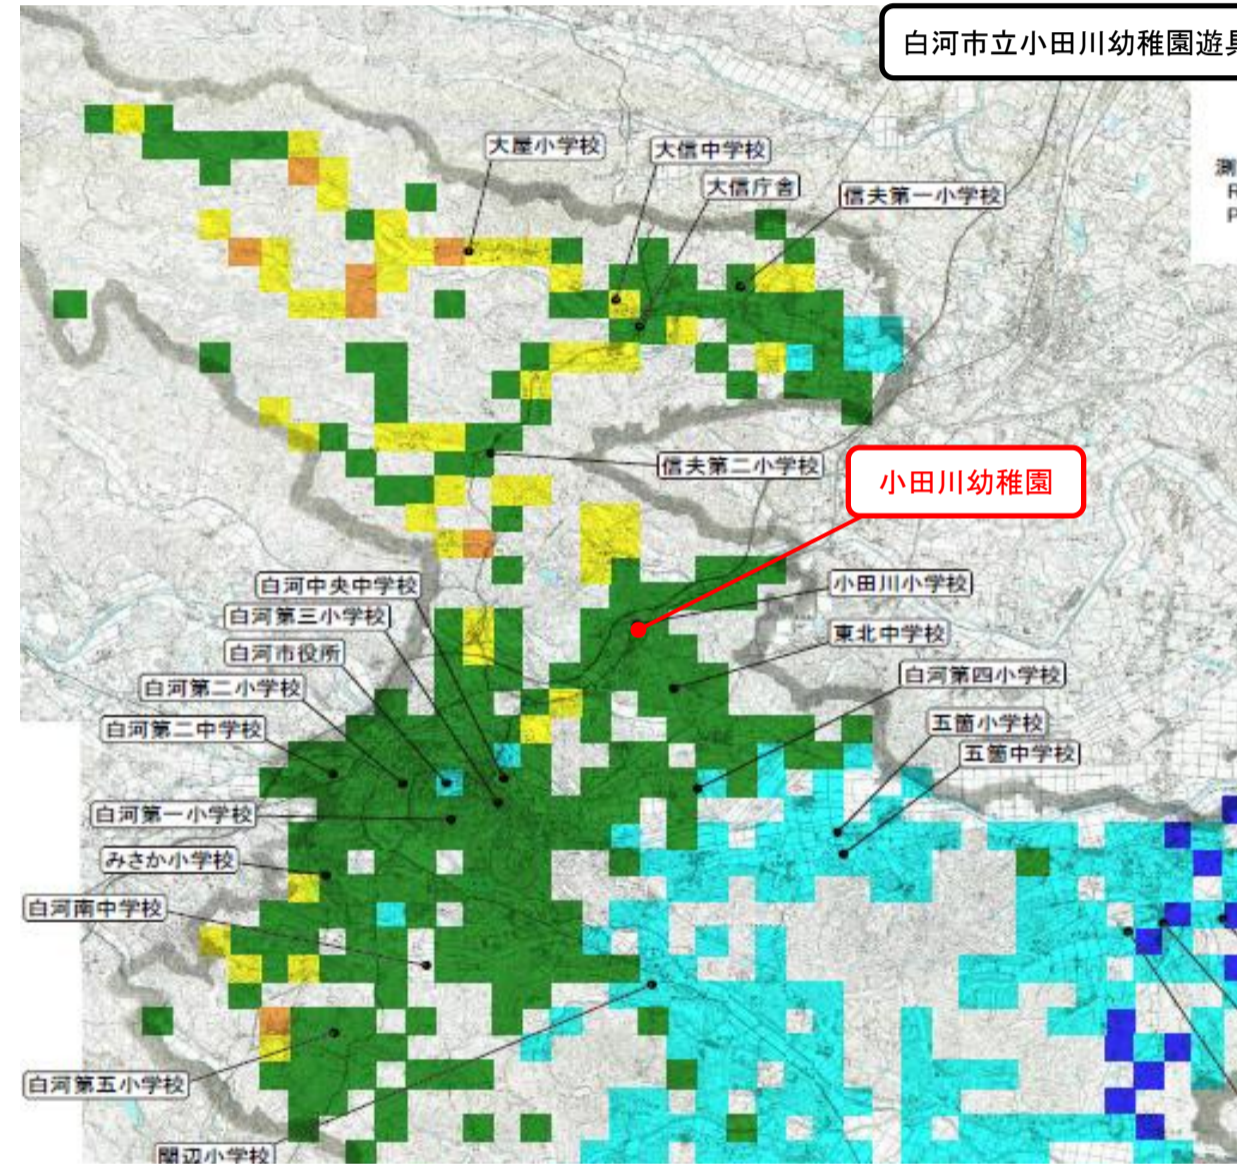 白河市立小田川幼稚園遊具
測
R
P
大屋小学校
大信中学校
大信庁舎
信夫第一小学校
信夫第二小学校
小田川幼稚園
白河中央中学校
小田川小学校
白河第三小学校
東北中学校
白河市役所
白河第四小学校
白河第二小学校
五箇小学校
白河第二中学校
五箇中学校
白河第一小学校
みさか小学校
白河南中学校
白河第五小学校
関辺小学校